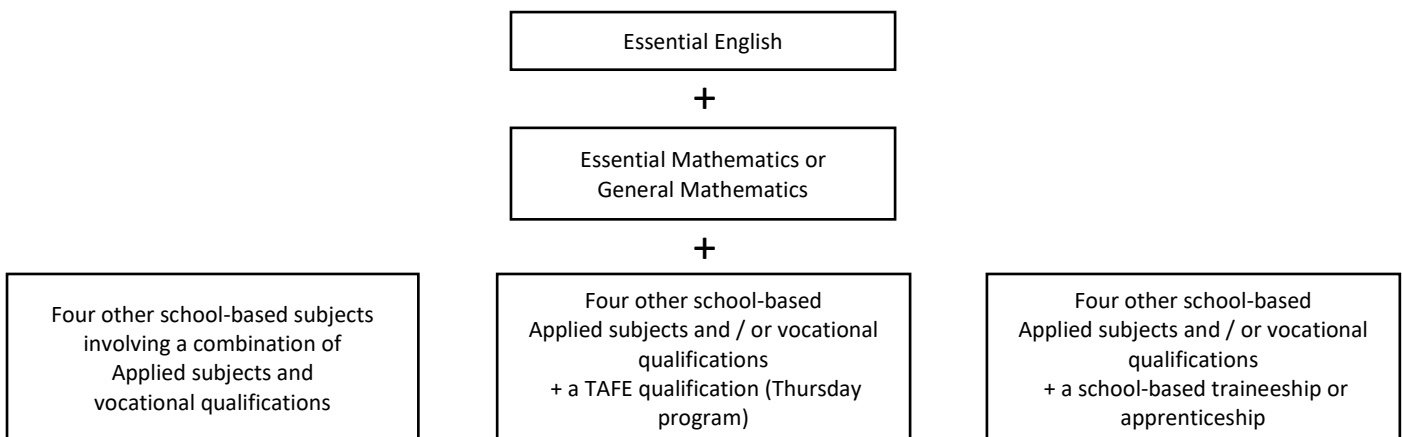 Essential English
+
Essential Mathematics or
General Mathematics
+
Four other school-based subjects
involving a combination of
Applied subjects and
vocational qualifications
Four other school-based
Applied subjects and / or vocational
qualifications
+ a TAFE qualification (Thursday
program)
Four other school-based
Applied subjects and / or vocational
qualifications
+ a school-based traineeship or
apprenticeship